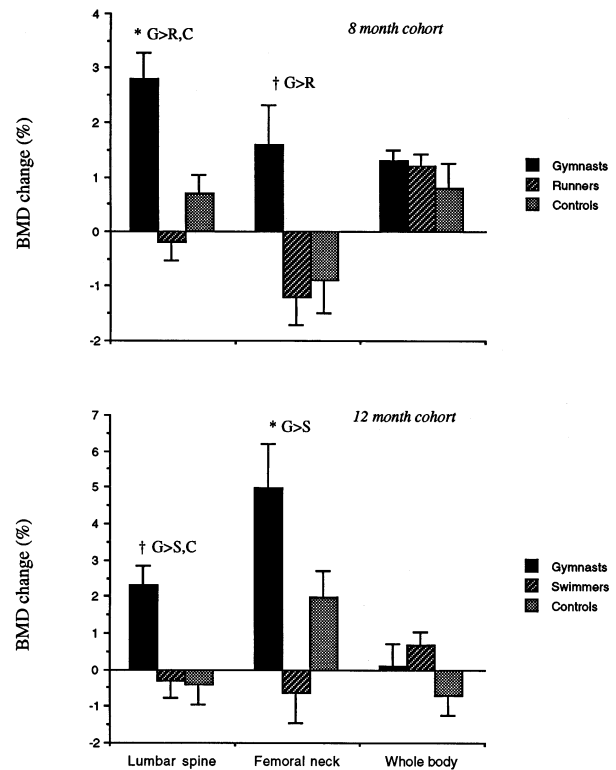 8 month cohort
* G>R,C
† G>R
BMD change (%)
4
3
2
1
0
-1
-2
Gymnasts
Runners
Controls
12 month cohort
* G>S
† G>S,C
BMD change (%)
7
6
5
4
3
2
1
0
-1
-2
Gymnasts
Swimmers
Controls
Lumbar spine Femoral neck Whole body